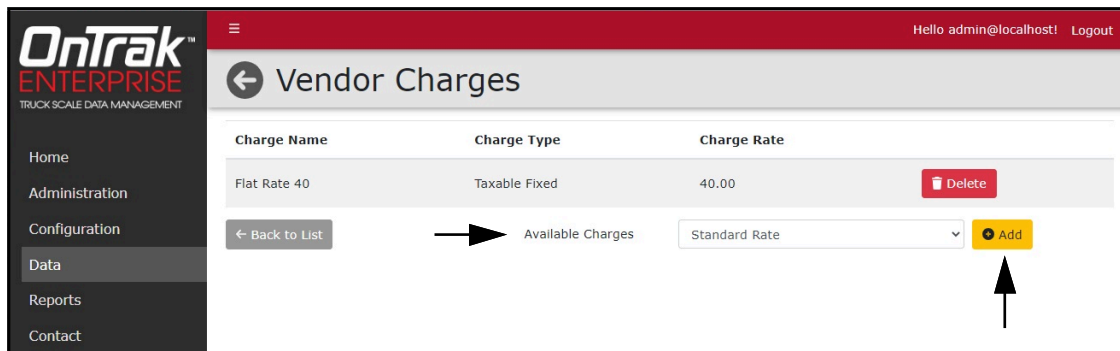 OnTrak™
ENTERPRISE
TRUCK SCALE DATA MANAGEMENT
Home
Administration
Configuration
Data
Reports
Contact
Hello admin@localhost! Logout
Vendor Charges
Charge Name Charge Type Charge Rate
Flat Rate 40 Taxable Fixed 40.00 Delete
← Back to List Available Charges Standard Rate Add